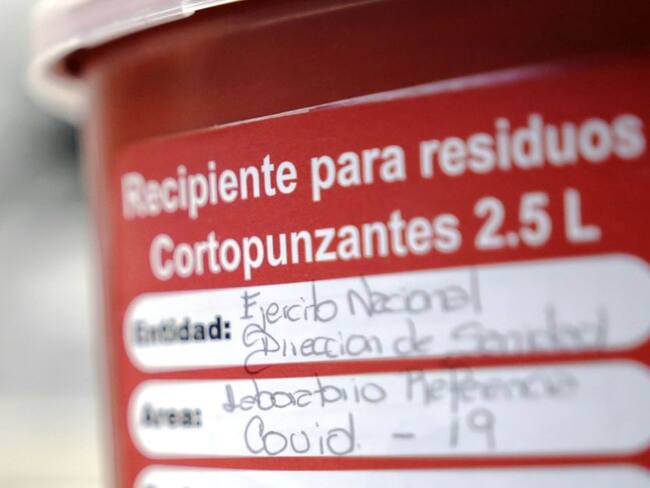 Recipiente para residuos
Cortopunzantes 2.5 L
Entidad: Ejercito Nacional
Direccion de Sanidad
Area: Laboratorio Referencia
Covid - 19